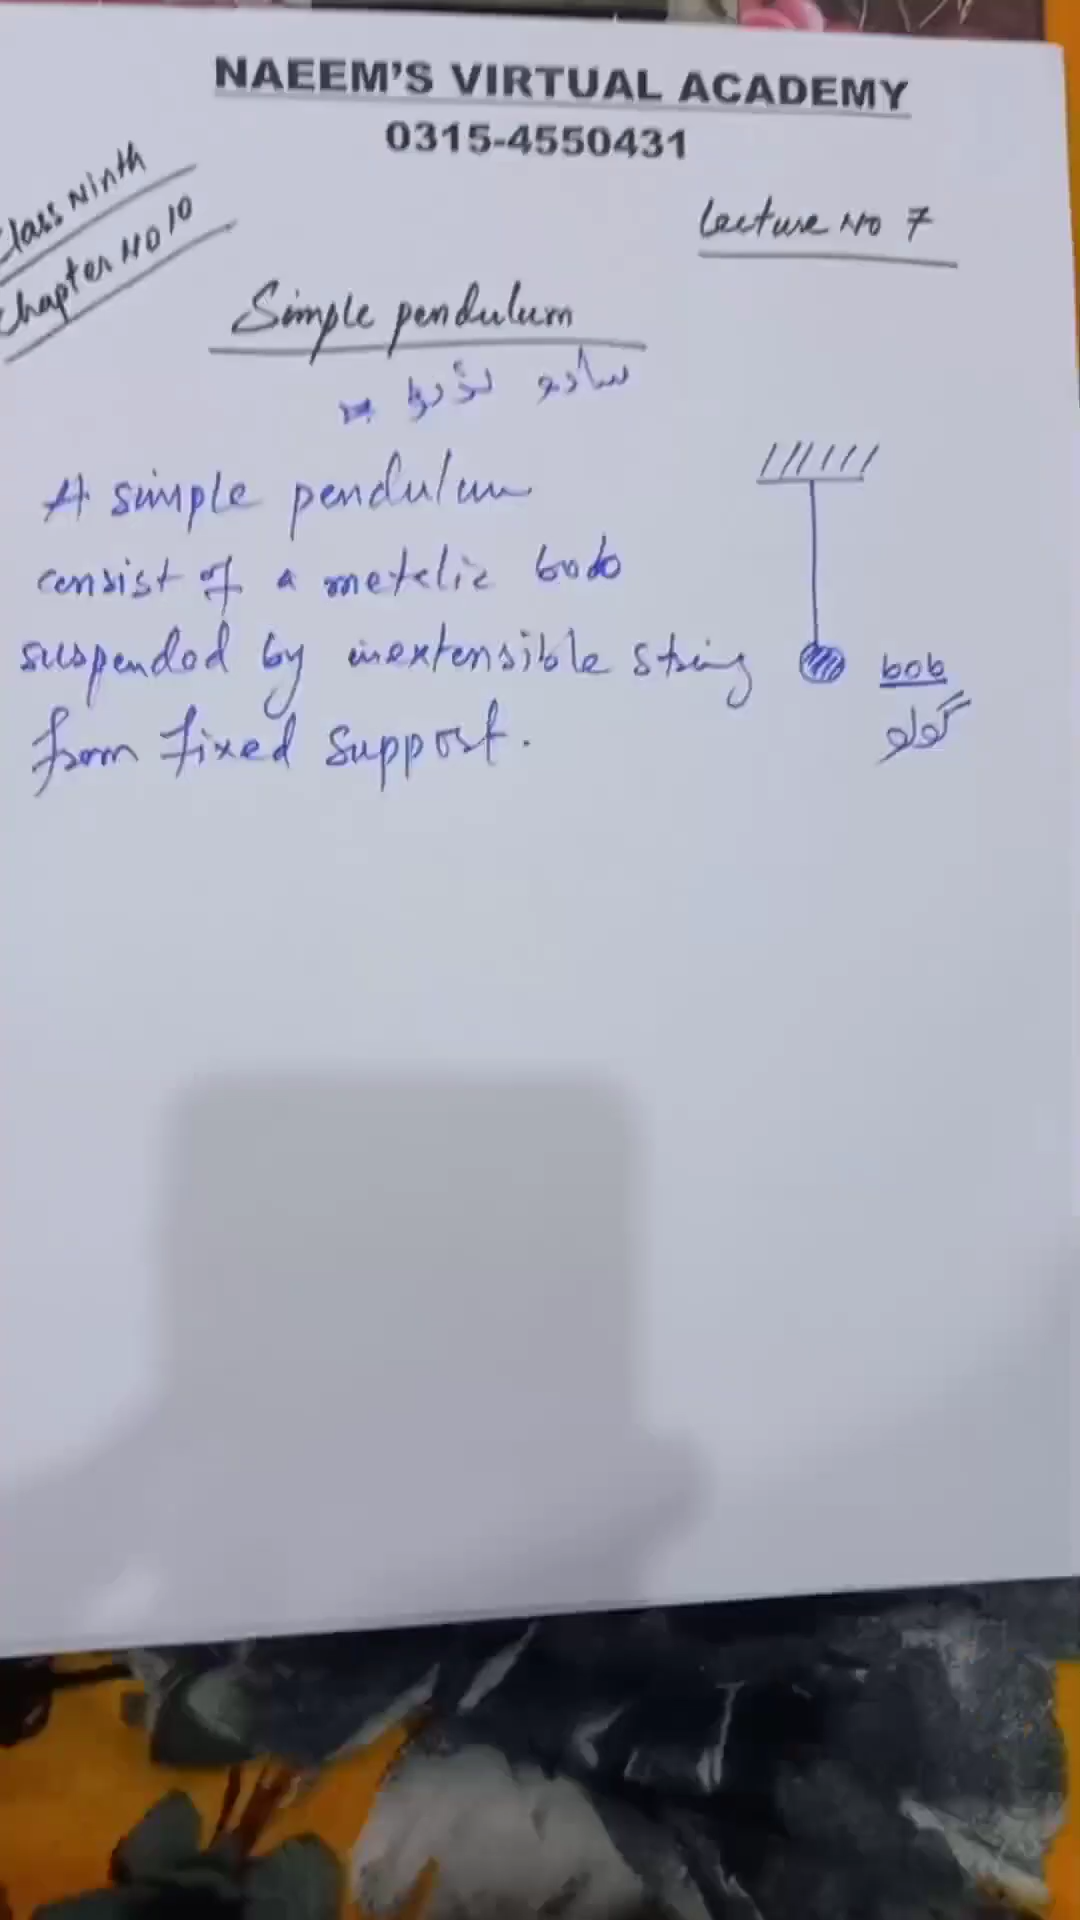 NAEEM'S VIRTUAL ACADEMY
0315-4550431
Class Ninth
Chapter NO 10
Lecture No 7
Simple pendulum
سادہ
A simple pendulum
consist of a metelic bob
suspended by inextensible string
from fixed support.
bob
گولہ